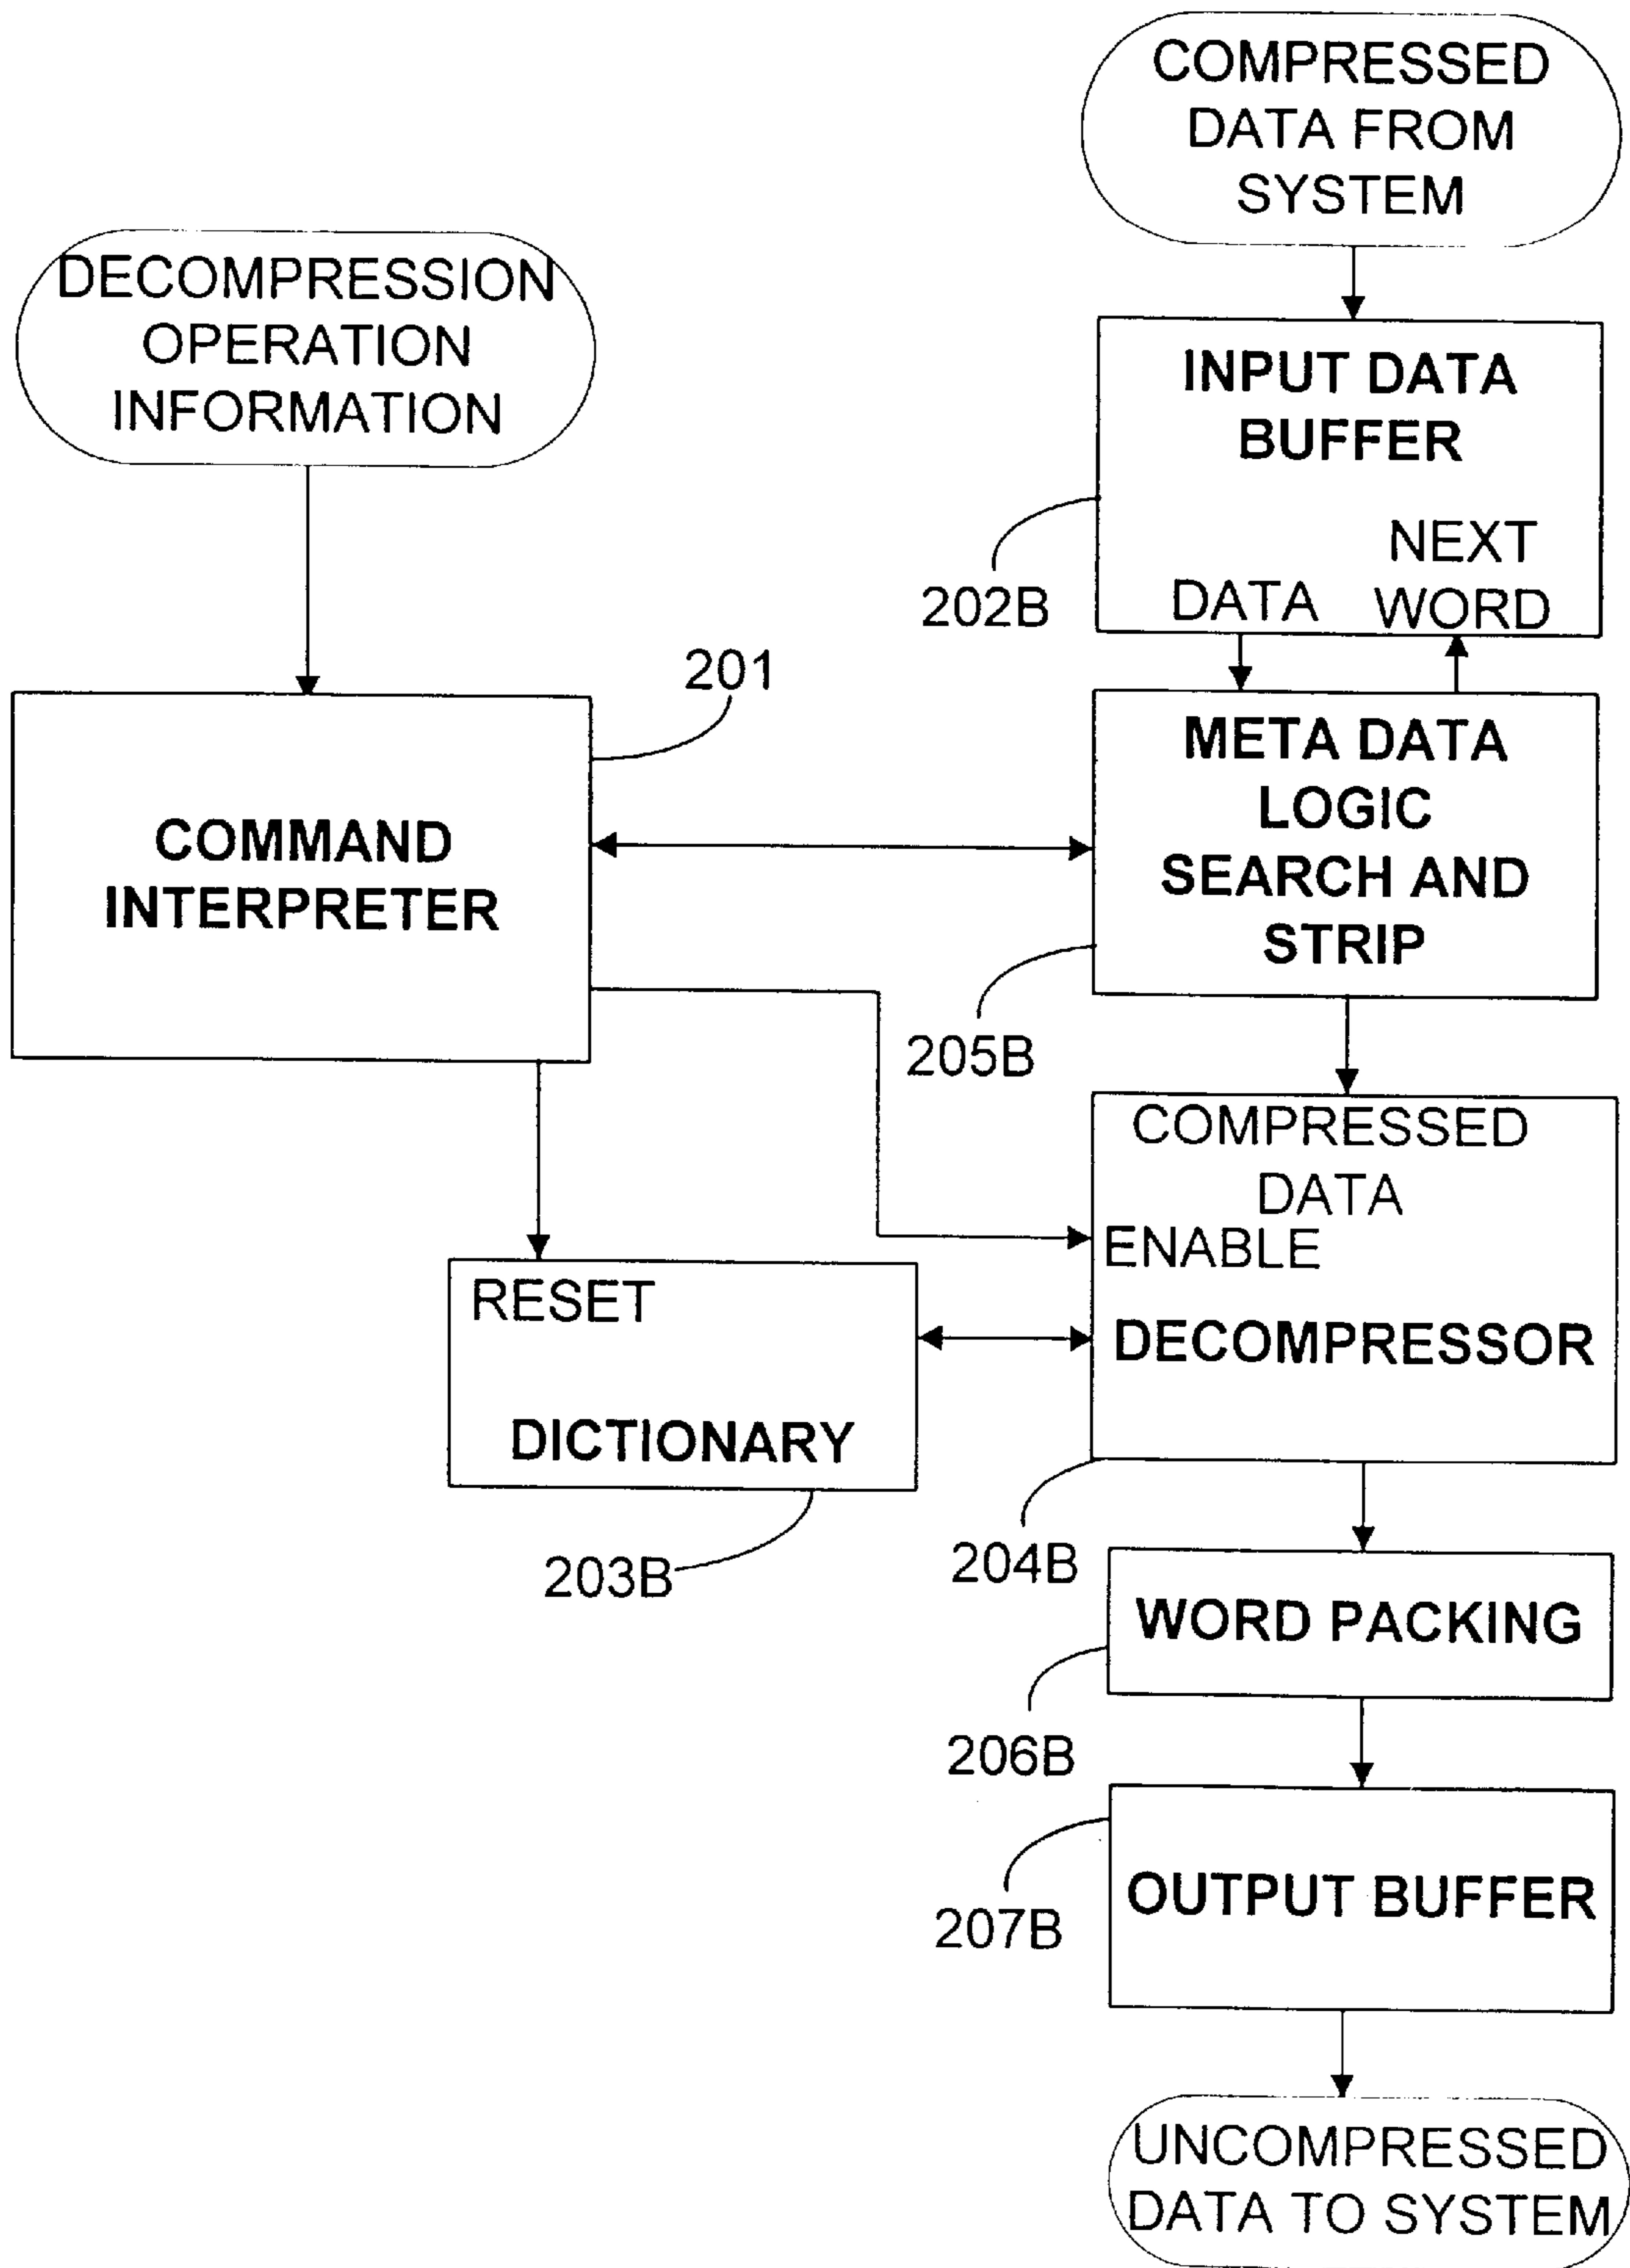 COMPRESSED
DATA FROM
SYSTEM
DECOMPRESSION
OPERATION
INFORMATION
INPUT DATA
BUFFER
NEXT
DATA WORD
202B
201
COMMAND
INTERPRETER
META DATA
LOGIC
SEARCH AND
STRIP
205B
COMPRESSED
DATA
ENABLE
DECOMPRESSOR
RESET
DICTIONARY
203B
204B
WORD PACKING
206B
OUTPUT BUFFER
207B
UNCOMPRESSED
DATA TO SYSTEM